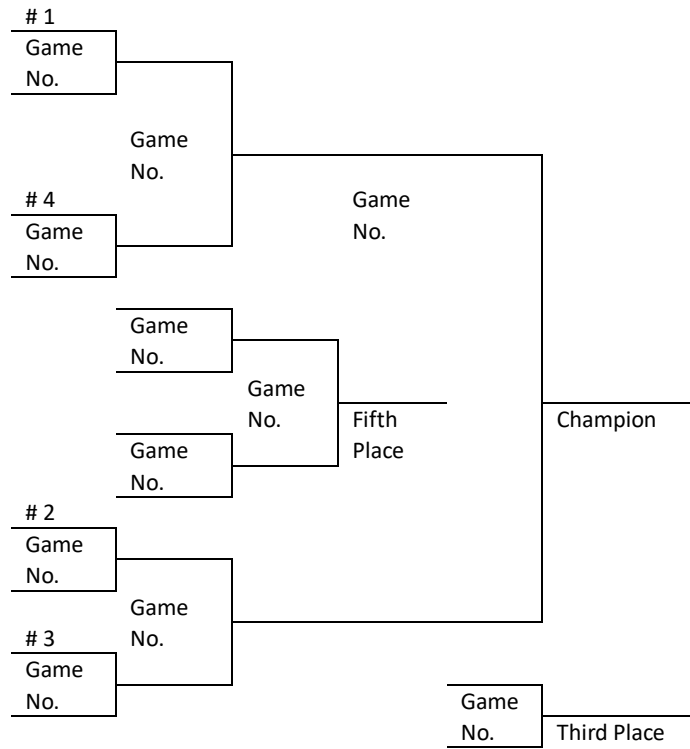 # 1
Game
No.
Game
No.
# 4
Game
No.
Game
No.
Game
No.
Game
No.
Fifth
Place
Champion
Game
No.
# 2
Game
No.
Game
No.
# 3
Game
No.
Game
No.
Third Place